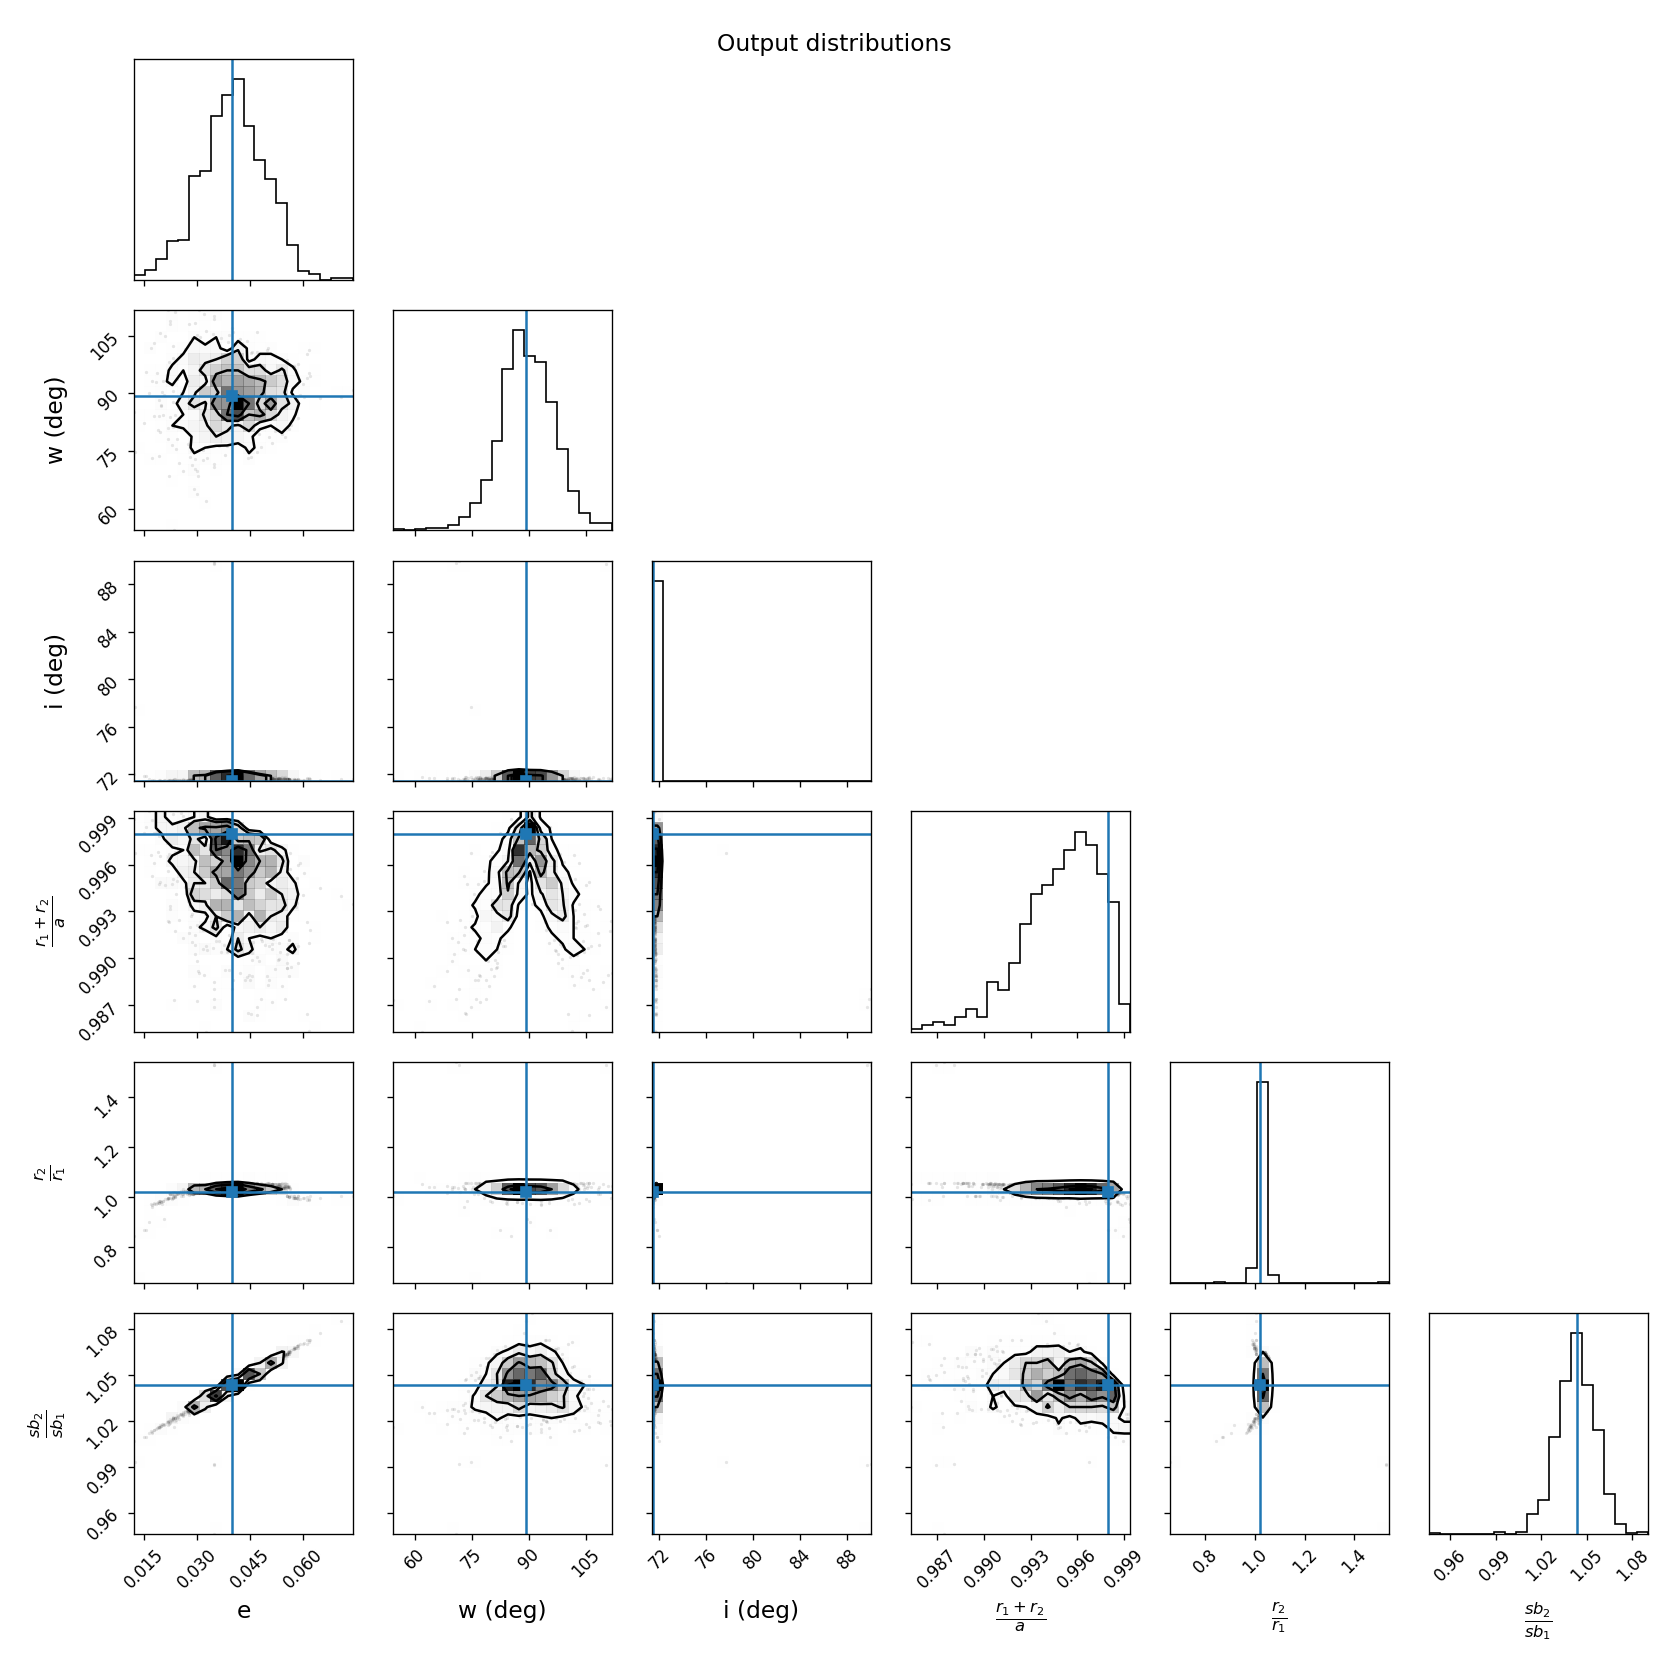 Output distributions
w (deg)
105
90
75
60
i (deg)
88
84
80
76
72
r₁ + r₂
a
0.999
0.996
0.993
0.990
0.987
r₂
r₁
1.4
1.2
1.0
0.8
sb₂
sb₁
1.08
1.05
1.02
0.99
0.96
0.015 0.030 0.045 0.060
60 75 90 105
72 76 80 84 88
0.987 0.990 0.993 0.996 0.999
0.8 1.0 1.2 1.4
0.96 0.99 1.02 1.05 1.08
e
w (deg)
i (deg)
r₁ + r₂
a
r₂
r₁
sb₂
sb₁